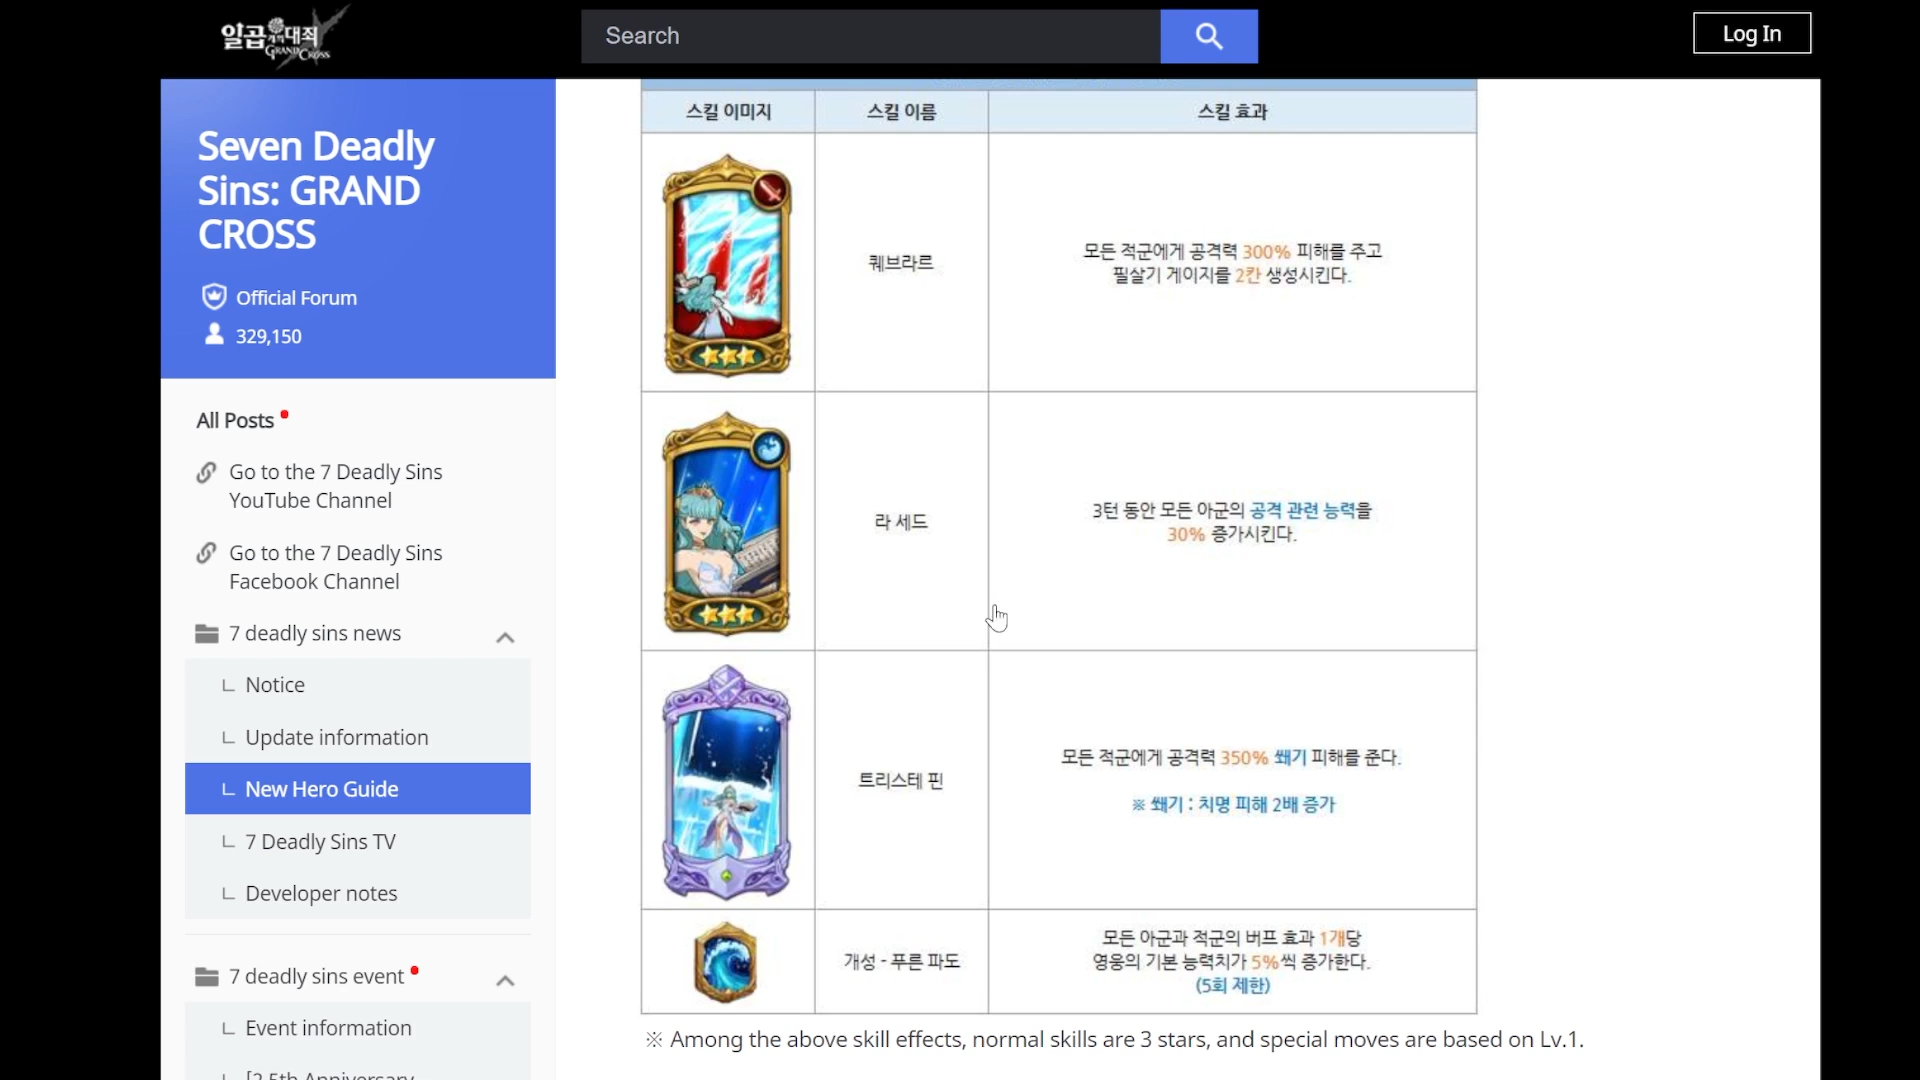 일곱개의 대죄
GRAND CROSS
Search
Log In
Seven Deadly
Sins: GRAND
CROSS
Official Forum
329,150
All Posts
Go to the 7 Deadly Sins
YouTube Channel
Go to the 7 Deadly Sins
Facebook Channel
7 deadly sins news
Notice
Update information
New Hero Guide
7 Deadly Sins TV
Developer notes
7 deadly sins event
Event information
스킬 이미지
스킬 이름
스킬 효과
퀘브라르
모든 적군에게 공격력 300% 피해를 주고
필살기 게이지를 2칸 생성시킨다.
라 세드
3턴 동안 모든 아군의 공격 관련 능력을
30% 증가시킨다.
트리스테 핀
모든 적군에게 공격력 350% 쐐기 피해를 준다.
※ 쐐기 : 치명 피해 2배 증가
개성 - 푸른 파도
모든 아군과 적군의 버프 효과 1개당
영웅의 기본 능력치가 5%씩 증가한다.
(5회 제한)
※ Among the above skill effects, normal skills are 3 stars, and special moves are based on Lv.1.